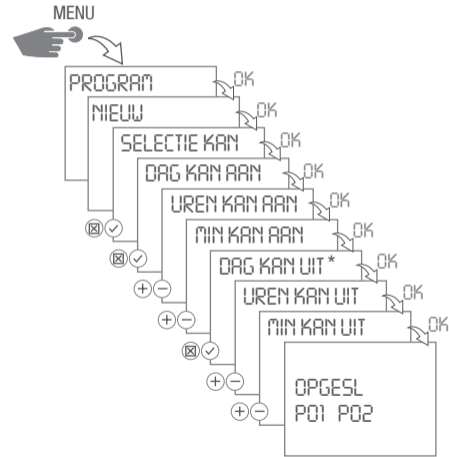 MENU
PROGRAM
OK
NIEUW
OK
SELECTIE KAN
OK
DAG KAN AAN
OK
UREN KAN AAN
OK
MIN KAN AAN
OK
DAG KAN UIT*
OK
UREN KAN UIT
OK
MIN KAN UIT
OK
OPGESL
P01 P02